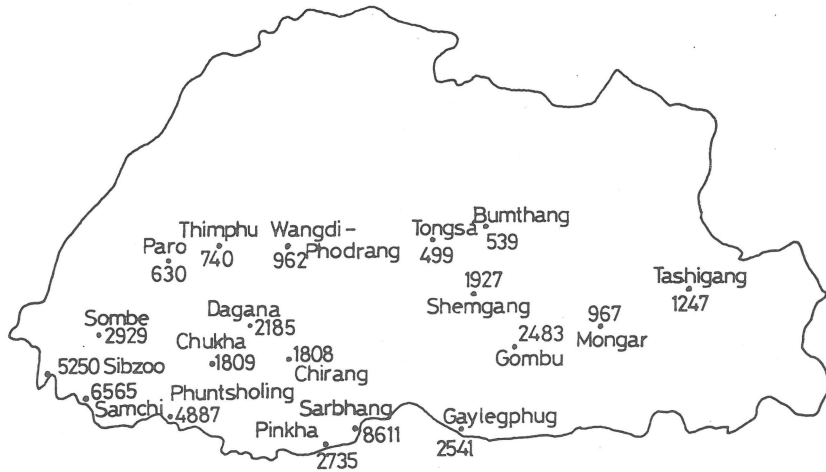 Bumthang
539
Thimphu
740
Wangdi-
Phodrang
962
Tongsa
499
Paro
630
1927
Shemgang
Tashigang
1247
Dagana
2185
Sombe
2929
967
Mongar
2483
Gombu
Chukha
1809
1808
Chirang
5250 Sibzoo
6565
Samchi
Phuntsholing
4887
Sarbhang
8611
Gaylegphug
2541
Pinkha
2735